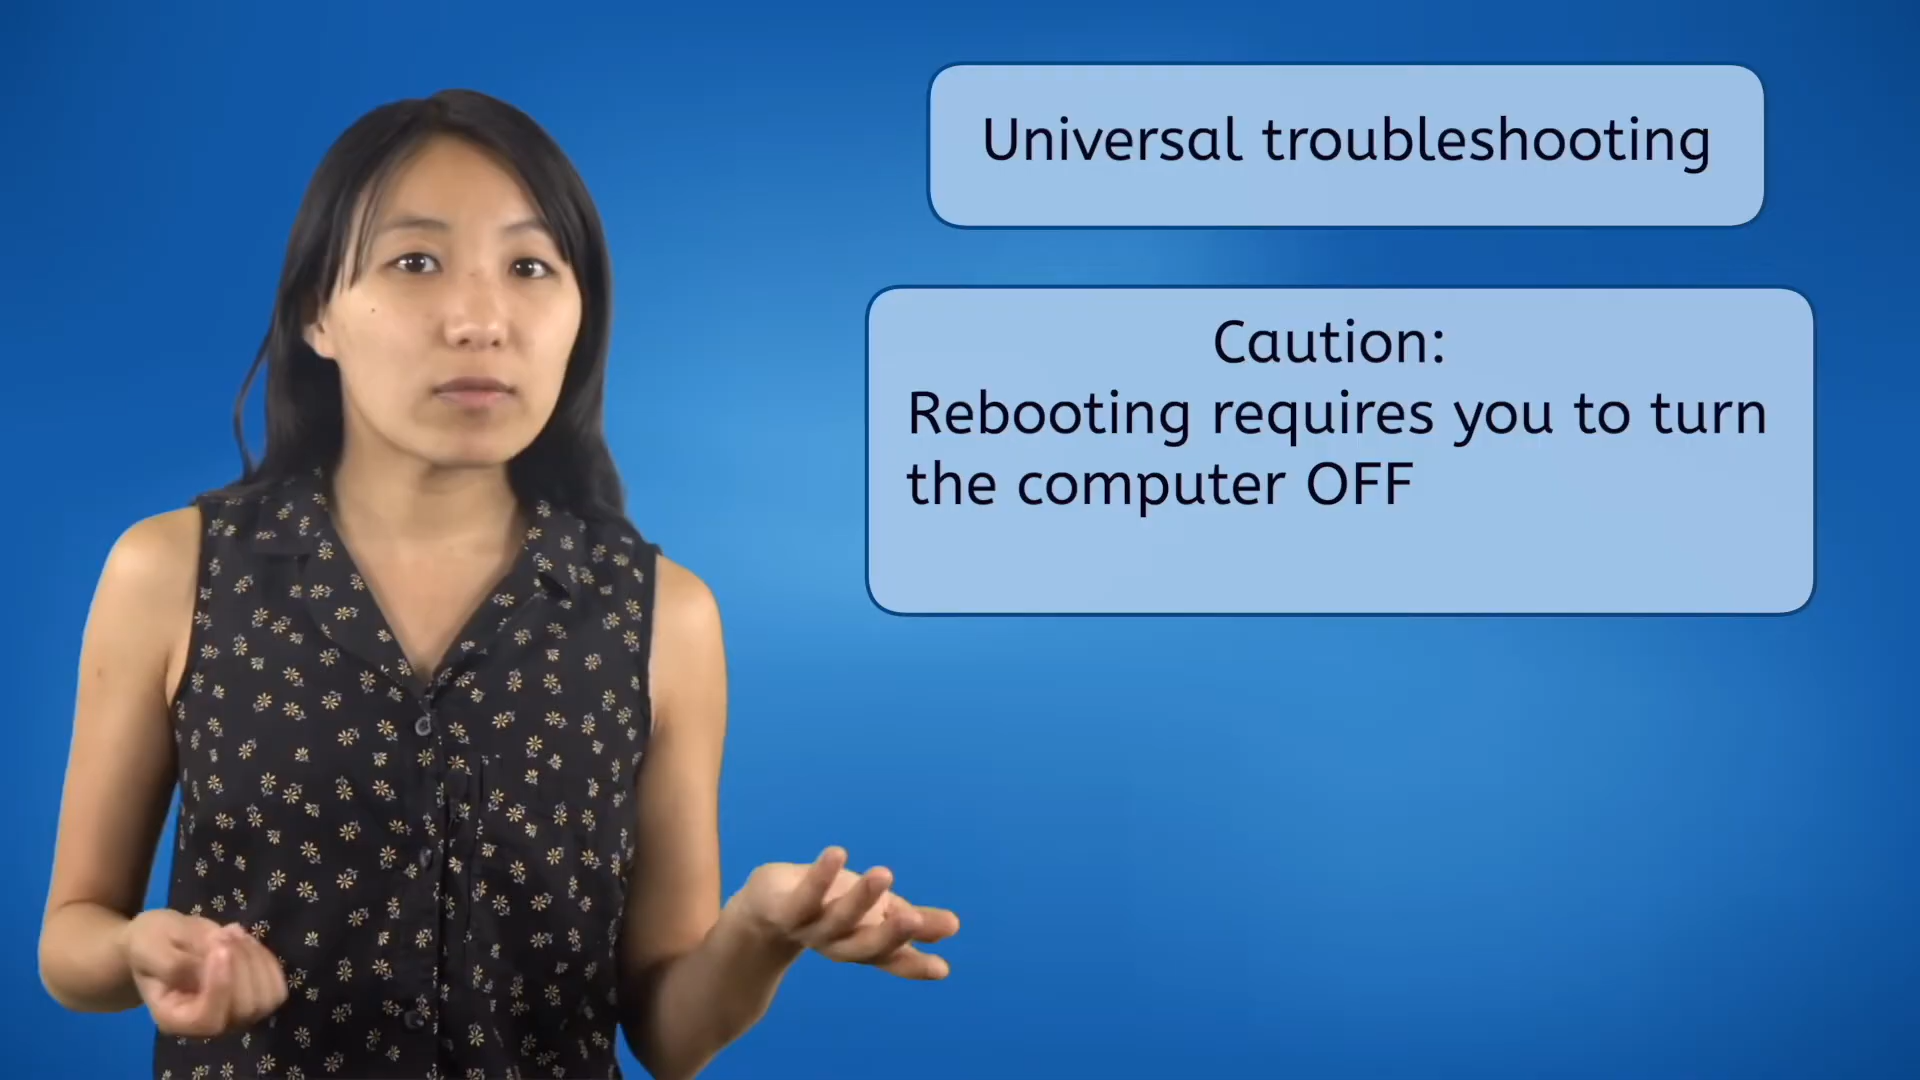 Universal troubleshooting
Caution:
Rebooting requires you to turn
the computer OFF